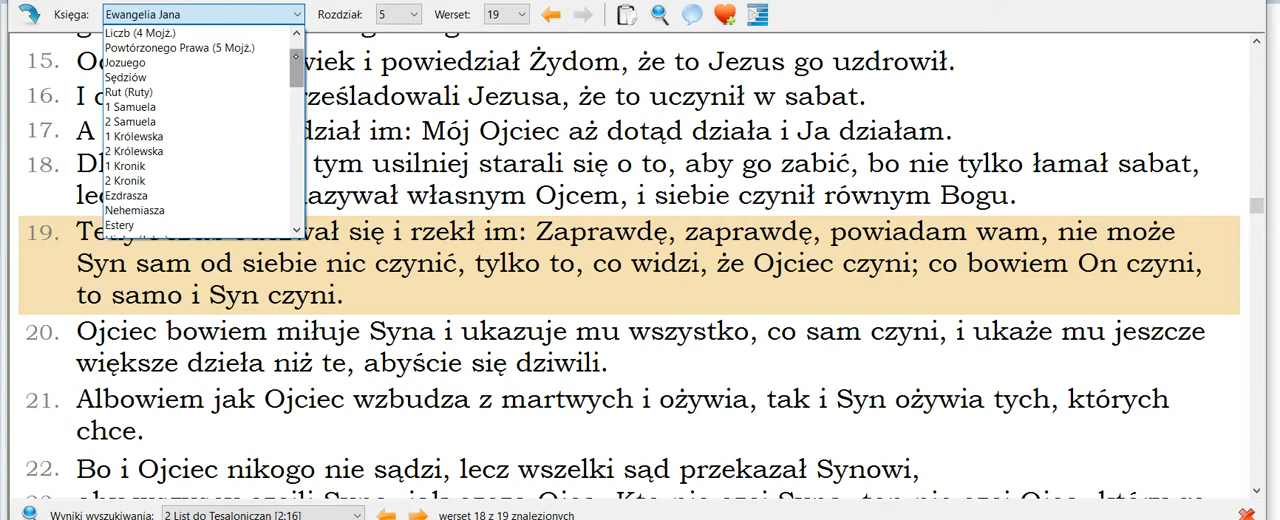 Księga: Ewangelia Jana Rozdział: 5 Werset: 19
Liczb (4 Mojż.)
Powtórzonego Prawa (5 Mojż.)
Jozuego
Sędziów
Rut (Ruty)
1 Samuela
2 Samuela
1 Królewska
2 Królewska
1 Kronik
2 Kronik
Ezdrasza
Nehemiasza
Estery
15. wiek i powiedział Żydom, że to Jezus go uzdrowił.
16. I prześladowali Jezusa, że to uczynił w sabat.
17. A im: Mój Ojciec aż dotąd działa i Ja działam.
18. tym usilniej starali się o to, aby go zabić, bo nie tylko łamał sabat,
własnym Ojcem, i siebie czynił równym Bogu.
19. się i rzekł im: Zaprawdę, zaprawdę, powiadam wam, nie może
Syn sam od siebie nic czynić, tylko to, co widzi, że Ojciec czyni; co bowiem On czyni,
to samo i Syn czyni.
20. Ojciec bowiem miłuje Syna i ukazuje mu wszystko, co sam czyni, i ukaże mu jeszcze
większe dzieła niż te, abyście się dziwili.
21. Albowiem jak Ojciec wzbudza z martwych i ożywia, tak i Syn ożywia tych, których
chce.
22. Bo i Ojciec nikogo nie sądzi, lecz wszelki sąd przekazał Synowi,
Wyniki wyszukiwania: 2 List do Tesaloniczan [2:16] werset 18 z 19 znalezionych